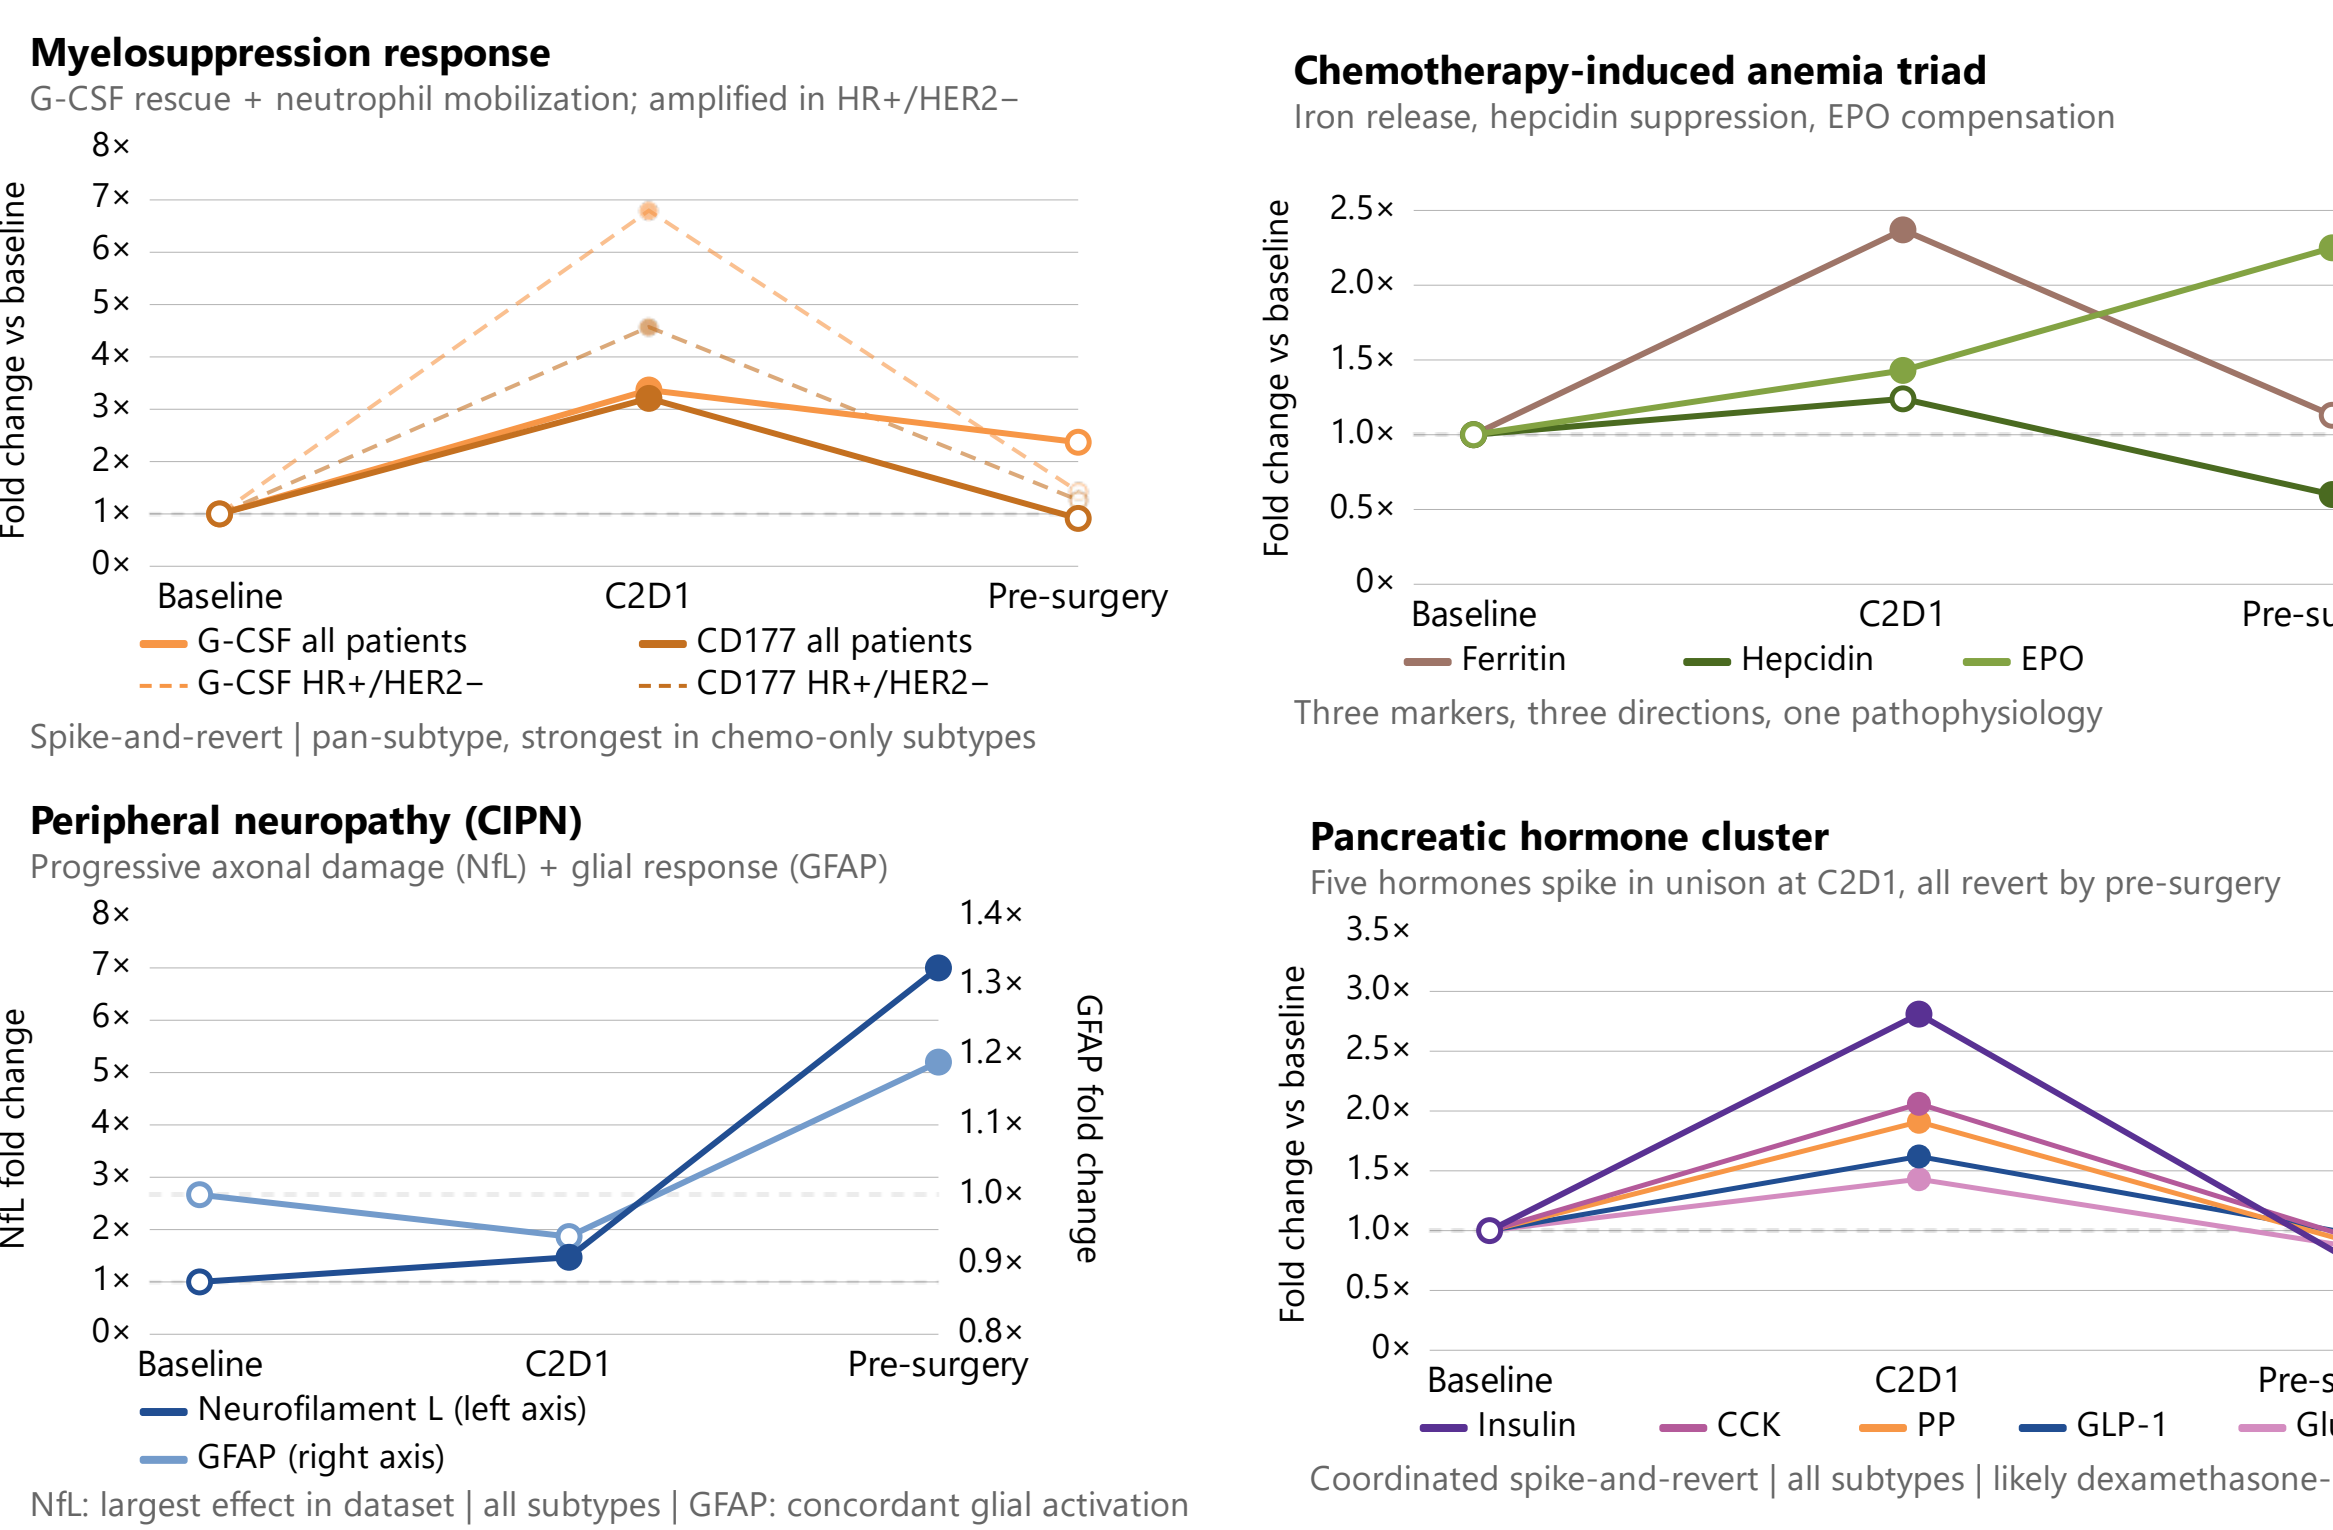 Myelosuppression response
G-CSF rescue + neutrophil mobilization; amplified in HR+/HER2−
8×
7×
6×
5×
4×
3×
2×
1×
0×
Fold change vs baseline
Baseline
C2D1
Pre-surgery
G-CSF all patients
CD177 all patients
G-CSF HR+/HER2−
CD177 HR+/HER2−
Spike-and-revert | pan-subtype, strongest in chemo-only subtypes
Chemotherapy-induced anemia triad
Iron release, hepcidin suppression, EPO compensation
2.5×
2.0×
1.5×
1.0×
0.5×
0×
Fold change vs baseline
Baseline
C2D1
Pre-su
Ferritin
Hepcidin
EPO
Three markers, three directions, one pathophysiology
Peripheral neuropathy (CIPN)
Progressive axonal damage (NfL) + glial response (GFAP)
8×
7×
6×
5×
4×
3×
2×
1×
0×
NfL fold change
1.4×
1.3×
1.2×
1.1×
1.0×
0.9×
0.8×
GFAP fold change
Baseline
C2D1
Pre-surgery
Neurofilament L (left axis)
GFAP (right axis)
NfL: largest effect in dataset | all subtypes | GFAP: concordant glial activation
Pancreatic hormone cluster
Five hormones spike in unison at C2D1, all revert by pre-surgery
3.5×
3.0×
2.5×
2.0×
1.5×
1.0×
0.5×
0×
Fold change vs baseline
Baseline
C2D1
Pre-s
Insulin
CCK
PP
GLP-1
Glu
Coordinated spike-and-revert | all subtypes | likely dexamethasone-